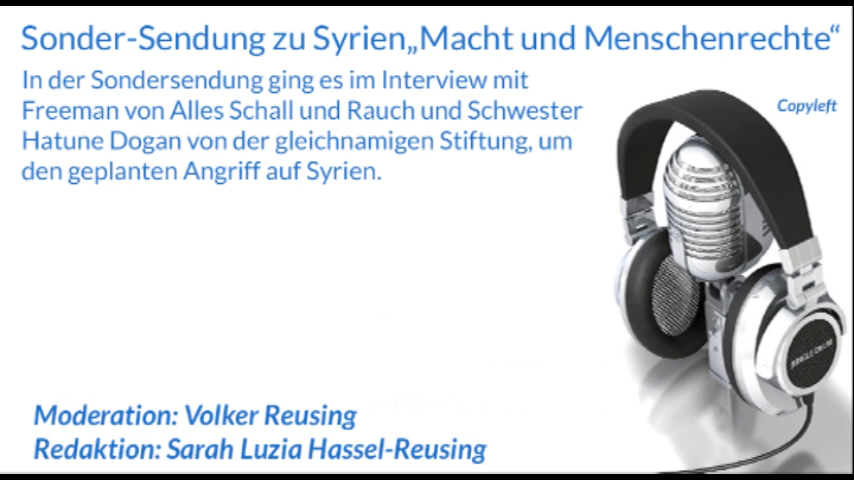 Sonder-Sendung zu Syrien„Macht und Menschenrechte“
In der Sondersendung ging es im Interview mit
Freeman von Alles Schall und Rauch und Schwester
Hatune Dogan von der gleichnamigen Stiftung, um
den geplanten Angriff auf Syrien.
Copyleft
JUNGLE DRUM
Moderation: Volker Reusing
Redaktion: Sarah Luzia Hassel-Reusing